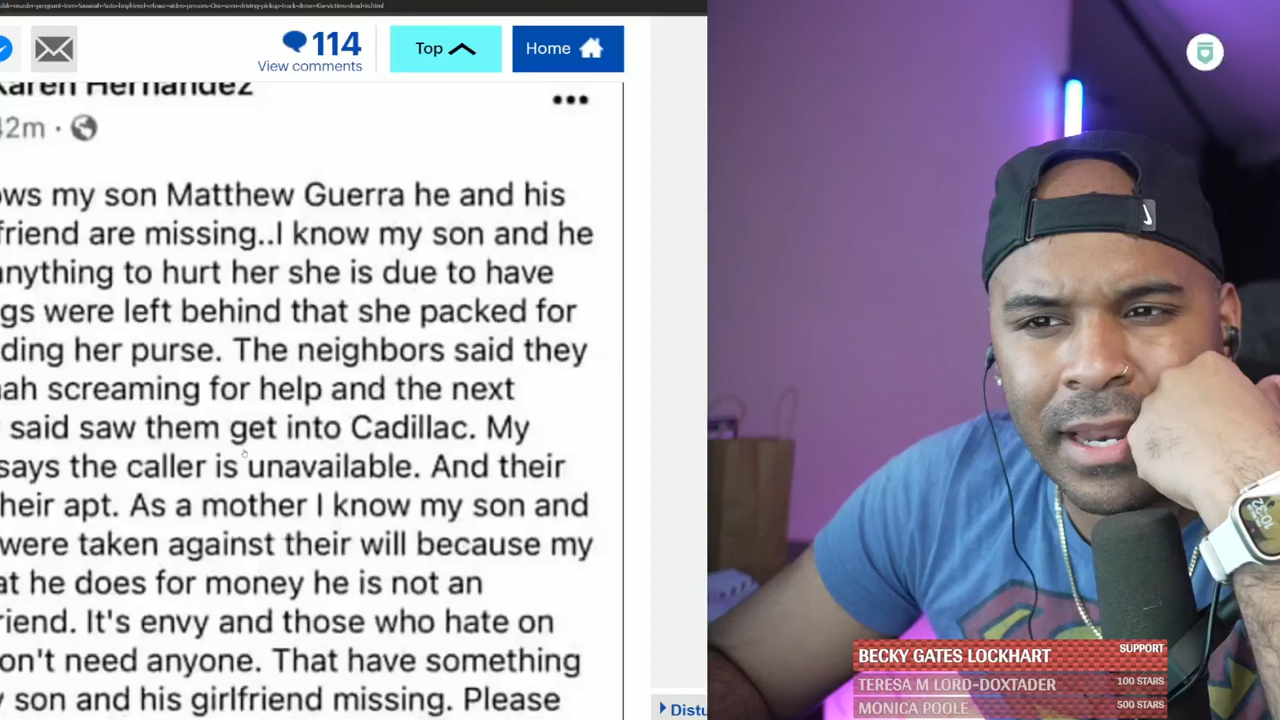 114
View comments
Top
Home
Karen Hernandez
42m
ows my son Matthew Guerra he and his
friend are missing..I know my son and he
anything to hurt her she is due to have
gs were left behind that she packed for
ding her purse. The neighbors said they
nah screaming for help and the next
said saw them get into Cadillac. My
says the caller is unavailable. And their
heir apt. As a mother I know my son and
were taken against their will because my
at he does for money he is not an
riend. It's envy and those who hate on
on't need anyone. That have something
y son and his girlfriend missing. Please
Distu
10:32
BECKY GATES LOCKHART SUPPORT
TERESA M LORD-DOXTADER 100 STARS
MONICA POOLE 500 STARS